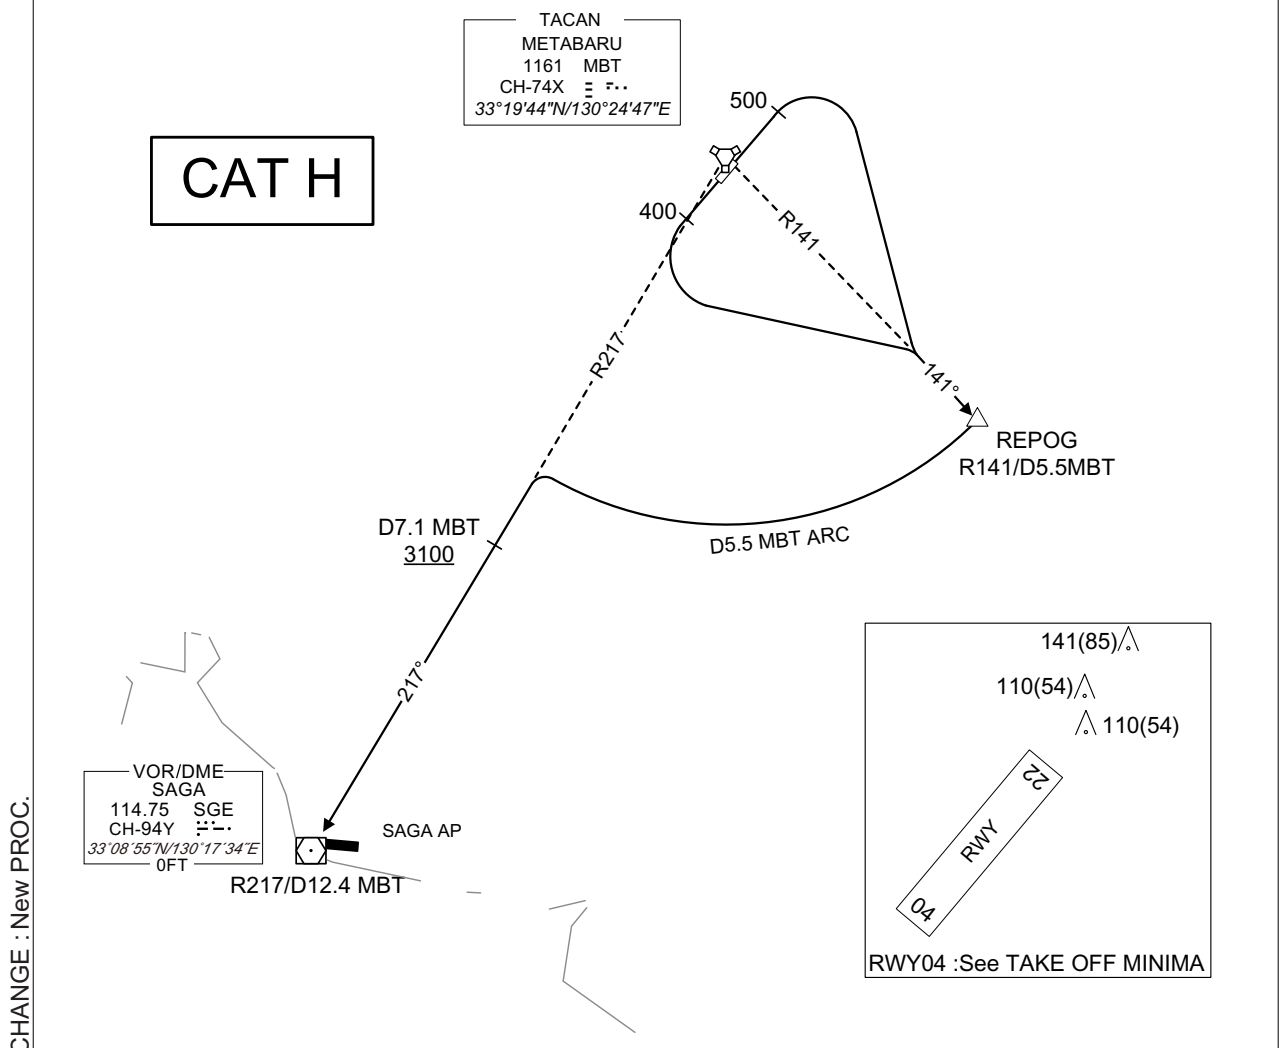 TACAN
METABARU
1161 MBT
CH-74X
33°19'44"N/130°24'47"E
CAT H
500
400
R141
R217
141°
REPOG
R141/D5.5MBT
D7.1 MBT
3100
D5.5 MBT ARC
217°
VOR/DME
SAGA
114.75 SGE
CH-94Y
33°08′55″N/130°17′34″E
0FT
SAGA AP
R217/D12.4 MBT
141(85)
110(54)
110(54)
22
RWY
04
RWY04 :See TAKE OFF MINIMA
CHANGE : New PROC.